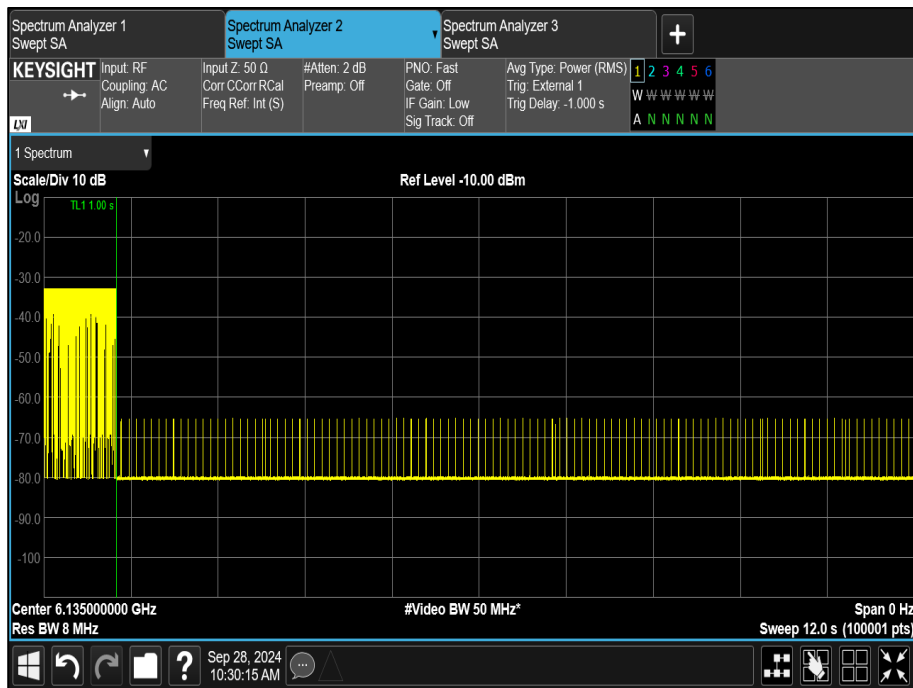 Spectrum Analyzer 1
Swept SA
Spectrum Analyzer 2
Swept SA
Spectrum Analyzer 3
Swept SA
KEYSIGHT
LXI
Input: RF
Coupling: AC
Align: Auto
Input Z: 50 Ω
Corr CCorr RCal
Freq Ref: Int (S)
#Atten: 2 dB
Preamp: Off
PNO: Fast
Gate: Off
IF Gain: Low
Sig Track: Off
Avg Type: Power (RMS)
Trig: External 1
Trig Delay: -1.000 s
1 2 3 4 5 6
W W W W W W
A N N N N N
1 Spectrum
Scale/Div 10 dB
Ref Level -10.00 dBm
Log
TL1 1.00 s
-20.0
-30.0
-40.0
-50.0
-60.0
-70.0
-80.0
-90.0
-100
Center 6.135000000 GHz
#Video BW 50 MHz*
Span 0 Hz
Res BW 8 MHz
Sweep 12.0 s (100001 pts)
?
Sep 28, 2024
10:30:15 AM